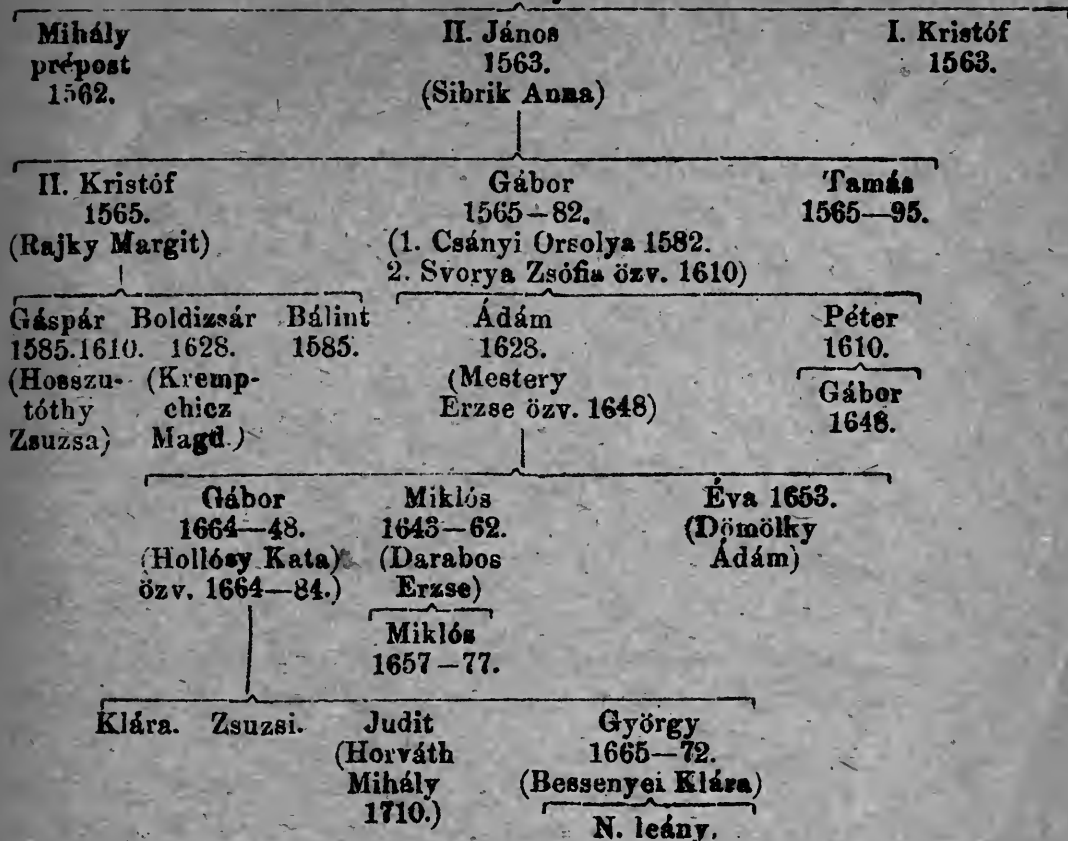 Mihály II. János I. Kristóf
prépost 1563. 1563.
1562. (Sibrik Anna)
II. Kristóf Gábor Tamás
1565. 1565–82. 1565—95.
(Rajky Margit) (1. Csányi Orsolya 1582.
2. Svorya Zsófia özv. 1610)
Gáspár Boldizsár Bálint Ádám Péter
1585.1610. 1628. 1585. 1628. 1610.
(Hosszu- (Kremp- (Mestery Gábor
tóthy chicz Erzse özv. 1648) 1648.
Zsuzsa) Magd.)
Gábor Miklós Éva 1653.
1664—48. 1643–62. (Dömölky
(Hollósy Kata) (Darabos Ádám)
özv. 1664—84.) Erzse)
Miklós
1657–77.
Klára. Zsuzsi. Judit György
(Horváth 1665—72.
Mihály (Bessenyei Klára)
1710.) N. leány.